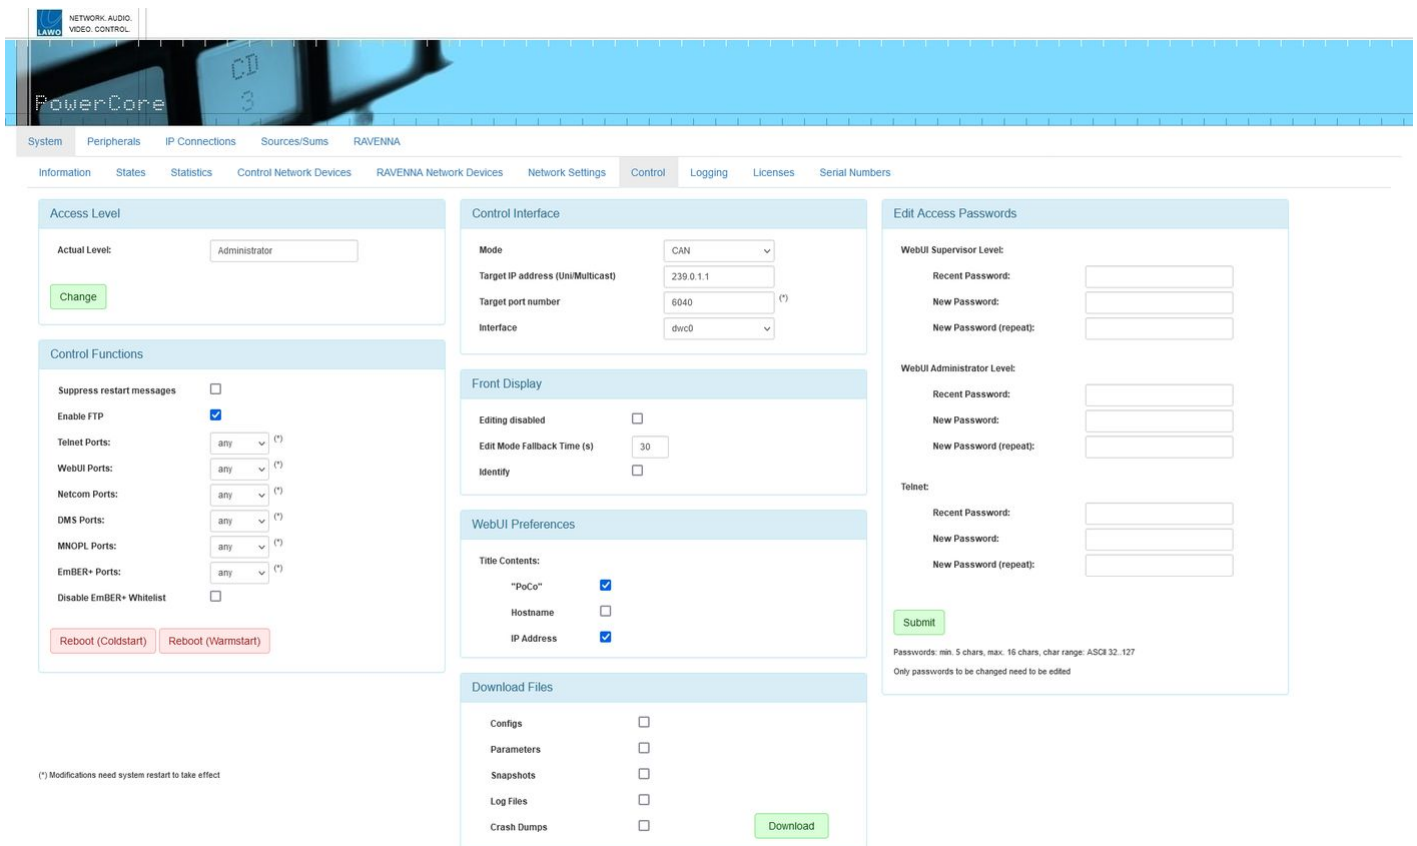 NETWORK. AUDIO.
VIDEO. CONTROL.
LAWO
CD
3
PowerCore
System Peripherals IP Connections Sources/Sums RAVENNA
Information States Statistics Control Network Devices RAVENNA Network Devices Network Settings Control Logging Licenses Serial Numbers
Access Level
Actual Level: Administrator
Change
Control Functions
Suppress restart messages
Enable FTP
Telnet Ports: any (*)
WebUI Ports: any (*)
Netcom Ports: any (*)
DMS Ports: any (*)
MNOPL Ports: any (*)
EmBER+ Ports: any (*)
Disable EmBER+ Whitelist
Reboot (Coldstart) Reboot (Warmstart)
(*) Modifications need system restart to take effect
Control Interface
Mode CAN
Target IP address (Uni/Multicast) 239.0.1.1
Target port number 6040 (*)
Interface dwc0
Front Display
Editing disabled
Edit Mode Fallback Time (s) 30
Identify
WebUI Preferences
Title Contents:
"PoCo"
Hostname
IP Address
Download Files
Configs
Parameters
Snapshots
Log Files
Crash Dumps Download
Edit Access Passwords
WebUI Supervisor Level:
Recent Password:
New Password:
New Password (repeat):
WebUI Administrator Level:
Recent Password:
New Password:
New Password (repeat):
Telnet:
Recent Password:
New Password:
New Password (repeat):
Submit
Passwords: min. 5 chars, max. 16 chars, char range: ASCII 32..127
Only passwords to be changed need to be edited